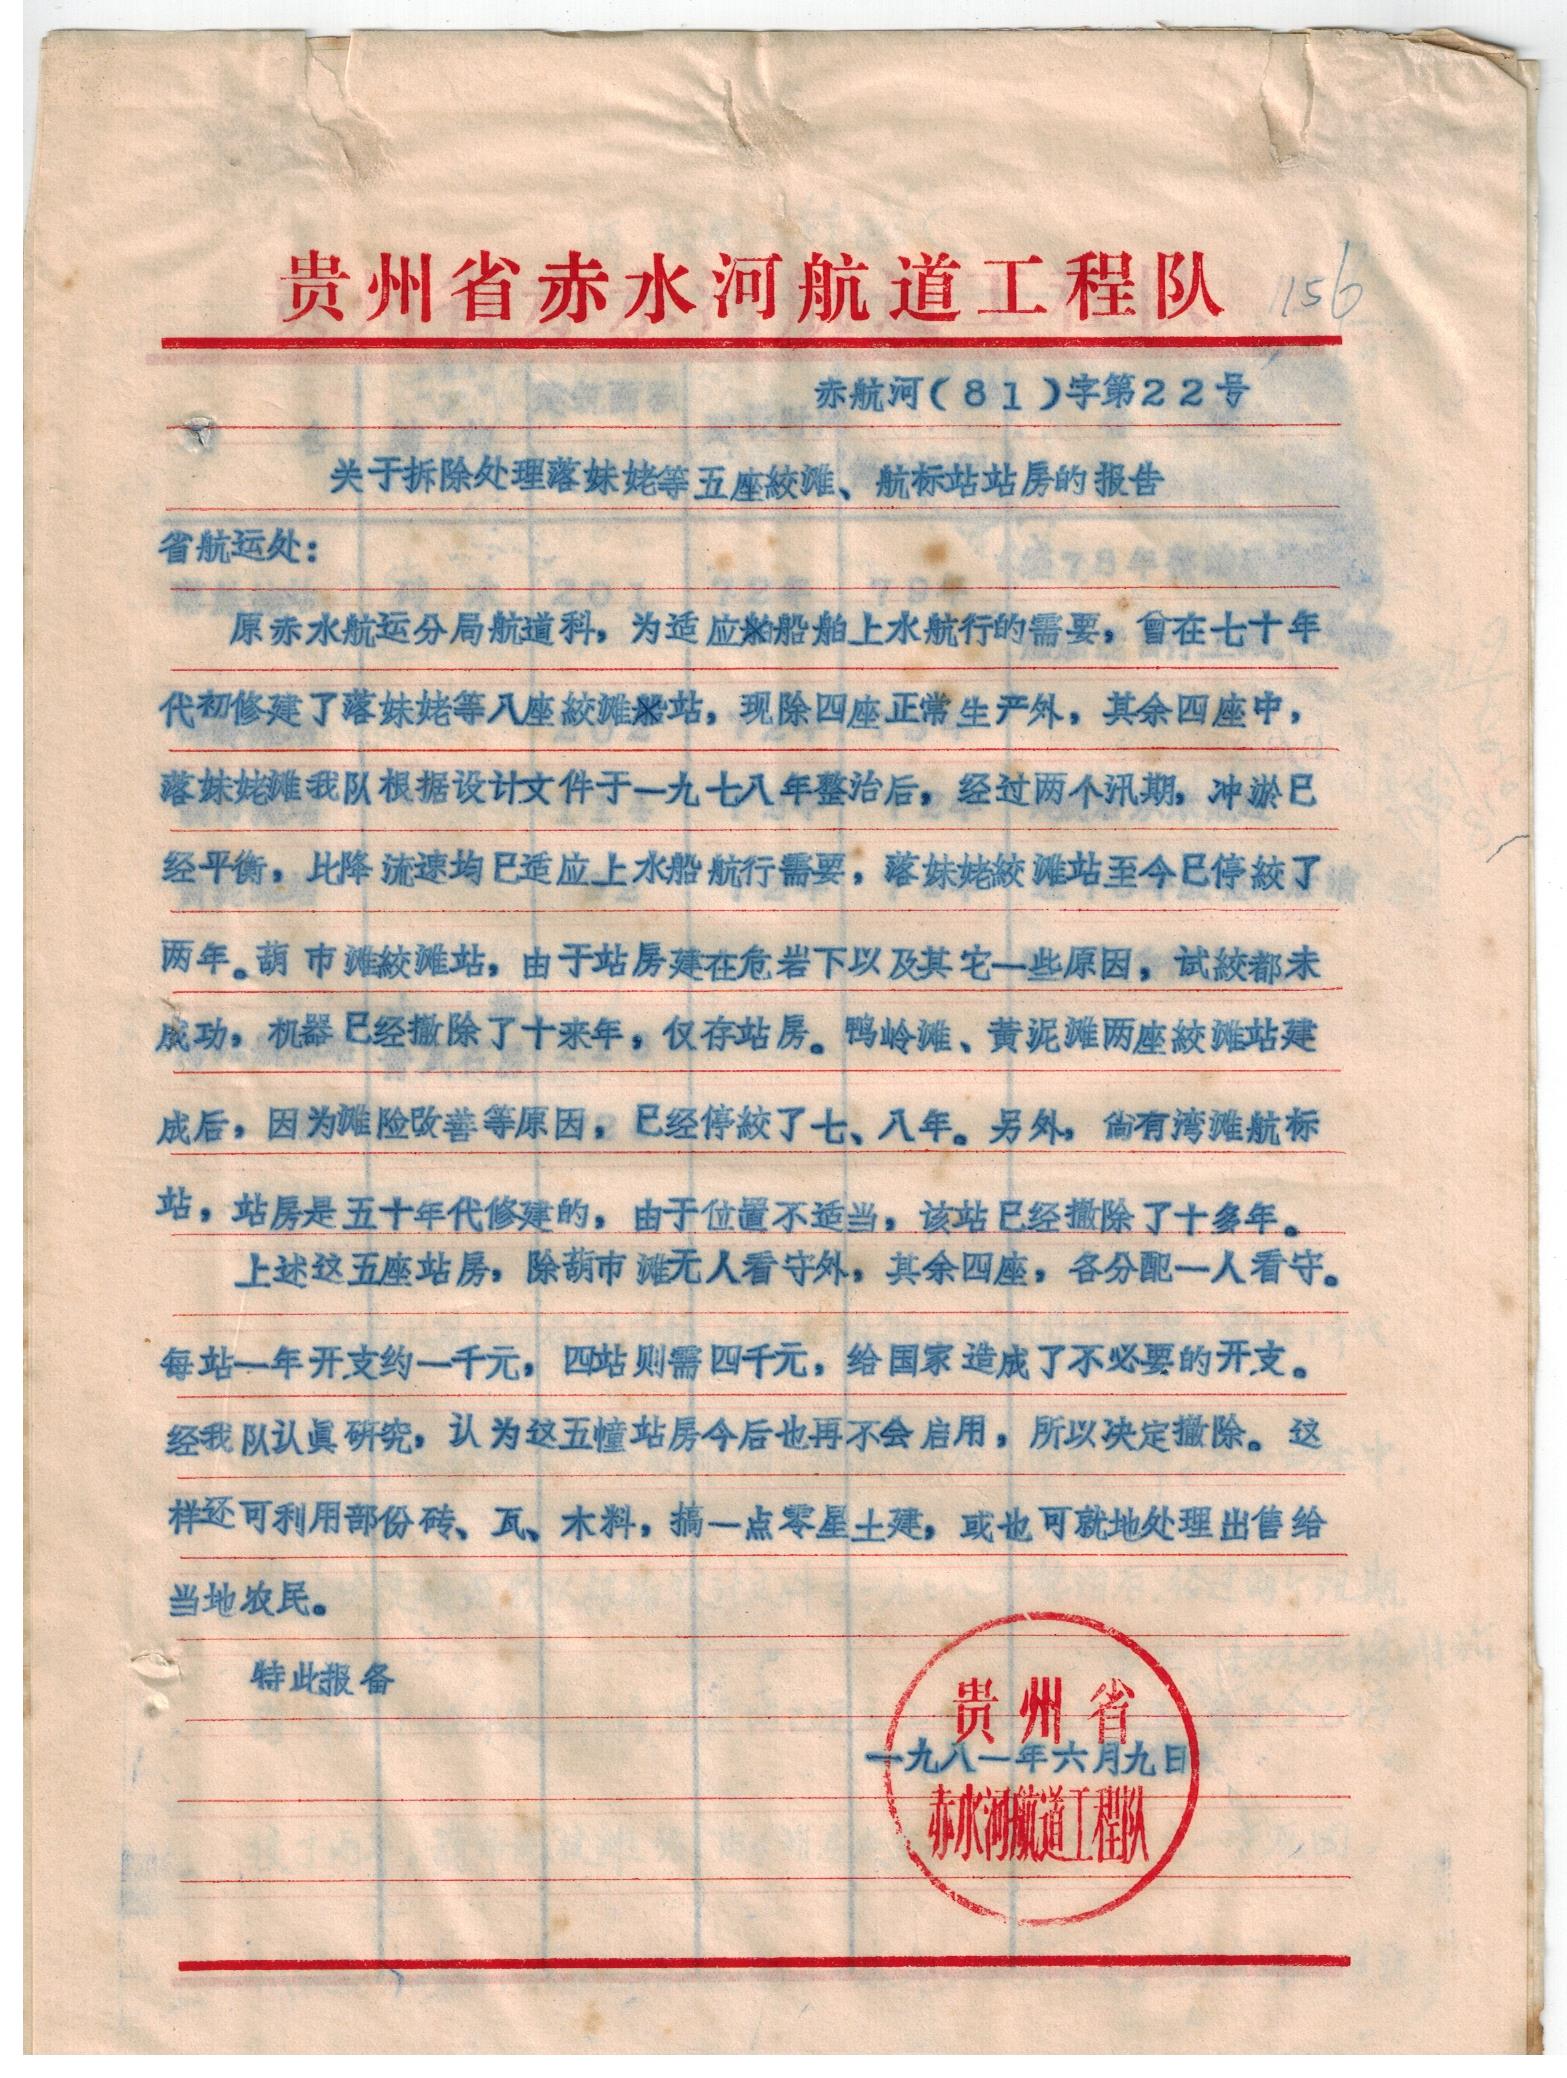 贵州省赤水河航道工程队
156
赤航河(81)字第22号
关于拆除处理落妹姥等五座绞滩、航标站站房的报告
省航运处:
原赤水航运分局航道科，为适应船舶上水航行的需要，曾在七十年
代初修建了落妹姥等八座绞滩站，现除四座正常生产外，其余四座中，
落妹姥滩我队根据设计文件于一九七八年整治后，经过两个汛期，冲淤已
经平衡，比降流速均已适应上水船航行需要，落妹姥绞滩站至今已停绞了
两年。葫市滩绞滩站，由于站房建在危岩下以及其它一些原因，试绞都未
成功，机器已经撤除了十来年，仅存站房。鸭岭滩、黄泥滩两座绞滩站建
成后，因为滩险改善等原因，已经停绞了七、八年。另外，尚有湾滩航标
站，站房是五十年代修建的，由于位置不适当，该站已经撤除了十多年。
上述这五座站房，除葫市滩无人看守外，其余四座，各分配一人看守。
每站一年开支约一千元，四站则需四千元，给国家造成了不必要的开支。
经我队认真研究，认为这五幢站房今后也再不会启用，所以决定撤除。这
样还可利用部份砖、瓦、木料，搞一点零星土建，或也可就地处理出售给
当地农民。
特此报备
贵州省
一九八一年六月九日
赤水河航道工程队